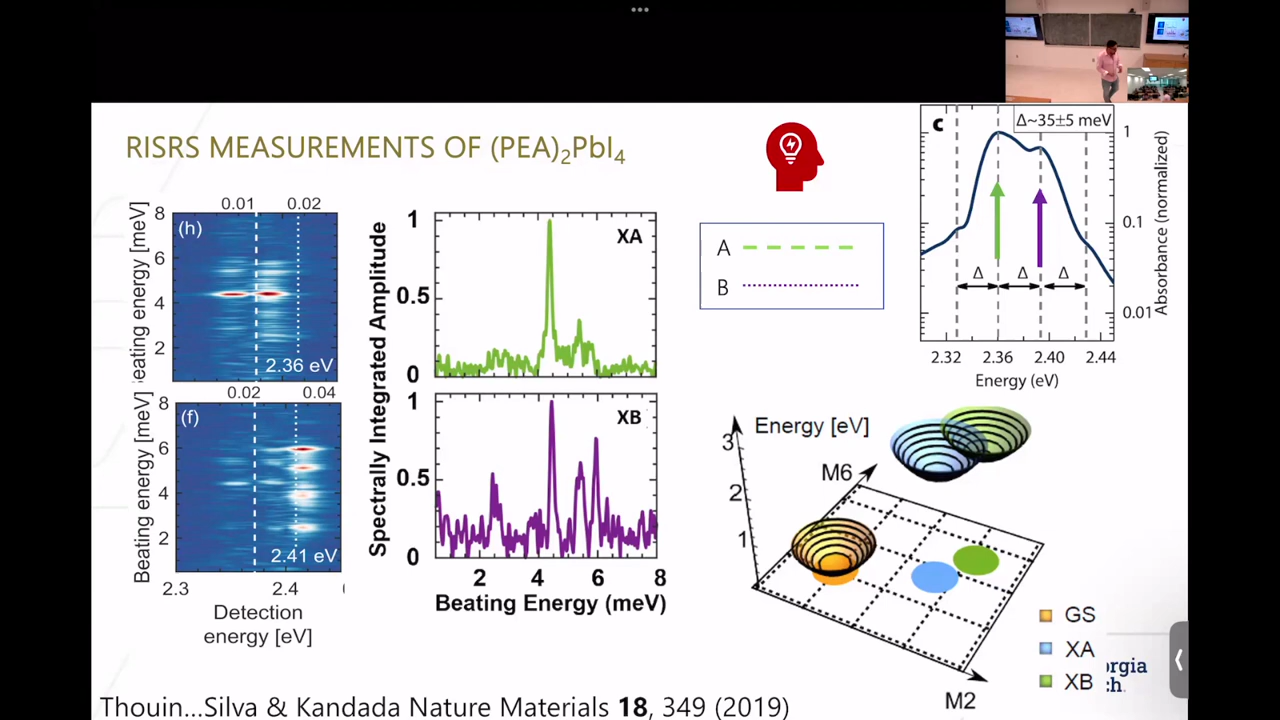 RISRS MEASUREMENTS OF (PEA)₂PbI₄
0.01 0.02
Beating energy [meV]
8
6
4
2
(h)
2.36 eV
0.02 0.04
Beating energy [meV]
8
6
4
2
(f)
2.41 eV
2.3 2.4
Detection
energy [eV]
Spectrally Integrated Amplitude
1
0.5
0
XA
1
0.5
0
XB
2 4 6 8
Beating Energy (meV)
A
B
c
Δ~35±5 meV
1
0.1
0.01
Absorbance (normalized)
Δ Δ Δ
2.32 2.36 2.40 2.44
Energy (eV)
Energy [eV]
3
2
1
M6
M2
GS
XA
XB
rgia
ch.
Thouin...Silva & Kandada Nature Materials 18, 349 (2019)